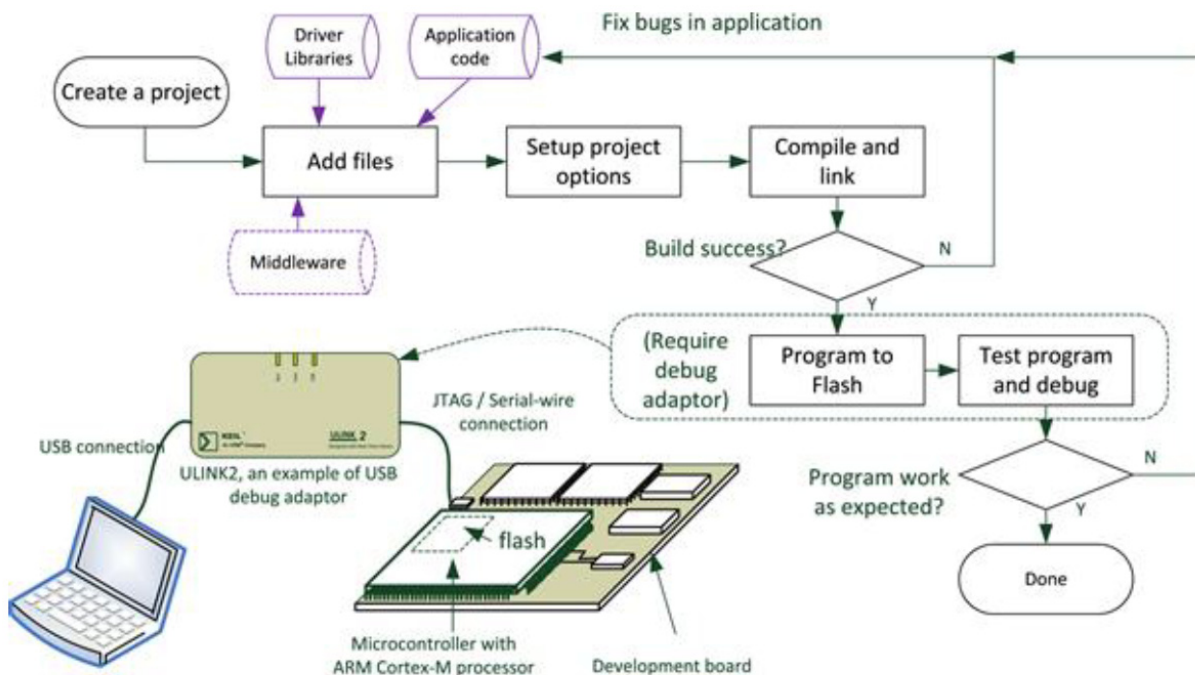 Fix bugs in application
Driver
Libraries
Application
code
Create a project
Add files
Setup project
options
Compile and
link
Middleware
Build success?
N
Y
(Require
debug
adaptor)
Program to
Flash
Test program
and debug
JTAG / Serial-wire
connection
KEIL
ULINK 2
USB connection
ULINK2, an example of USB
debug adaptor
Program work
as expected?
N
Y
flash
Done
Microcontroller with
ARM Cortex-M processor
Development board